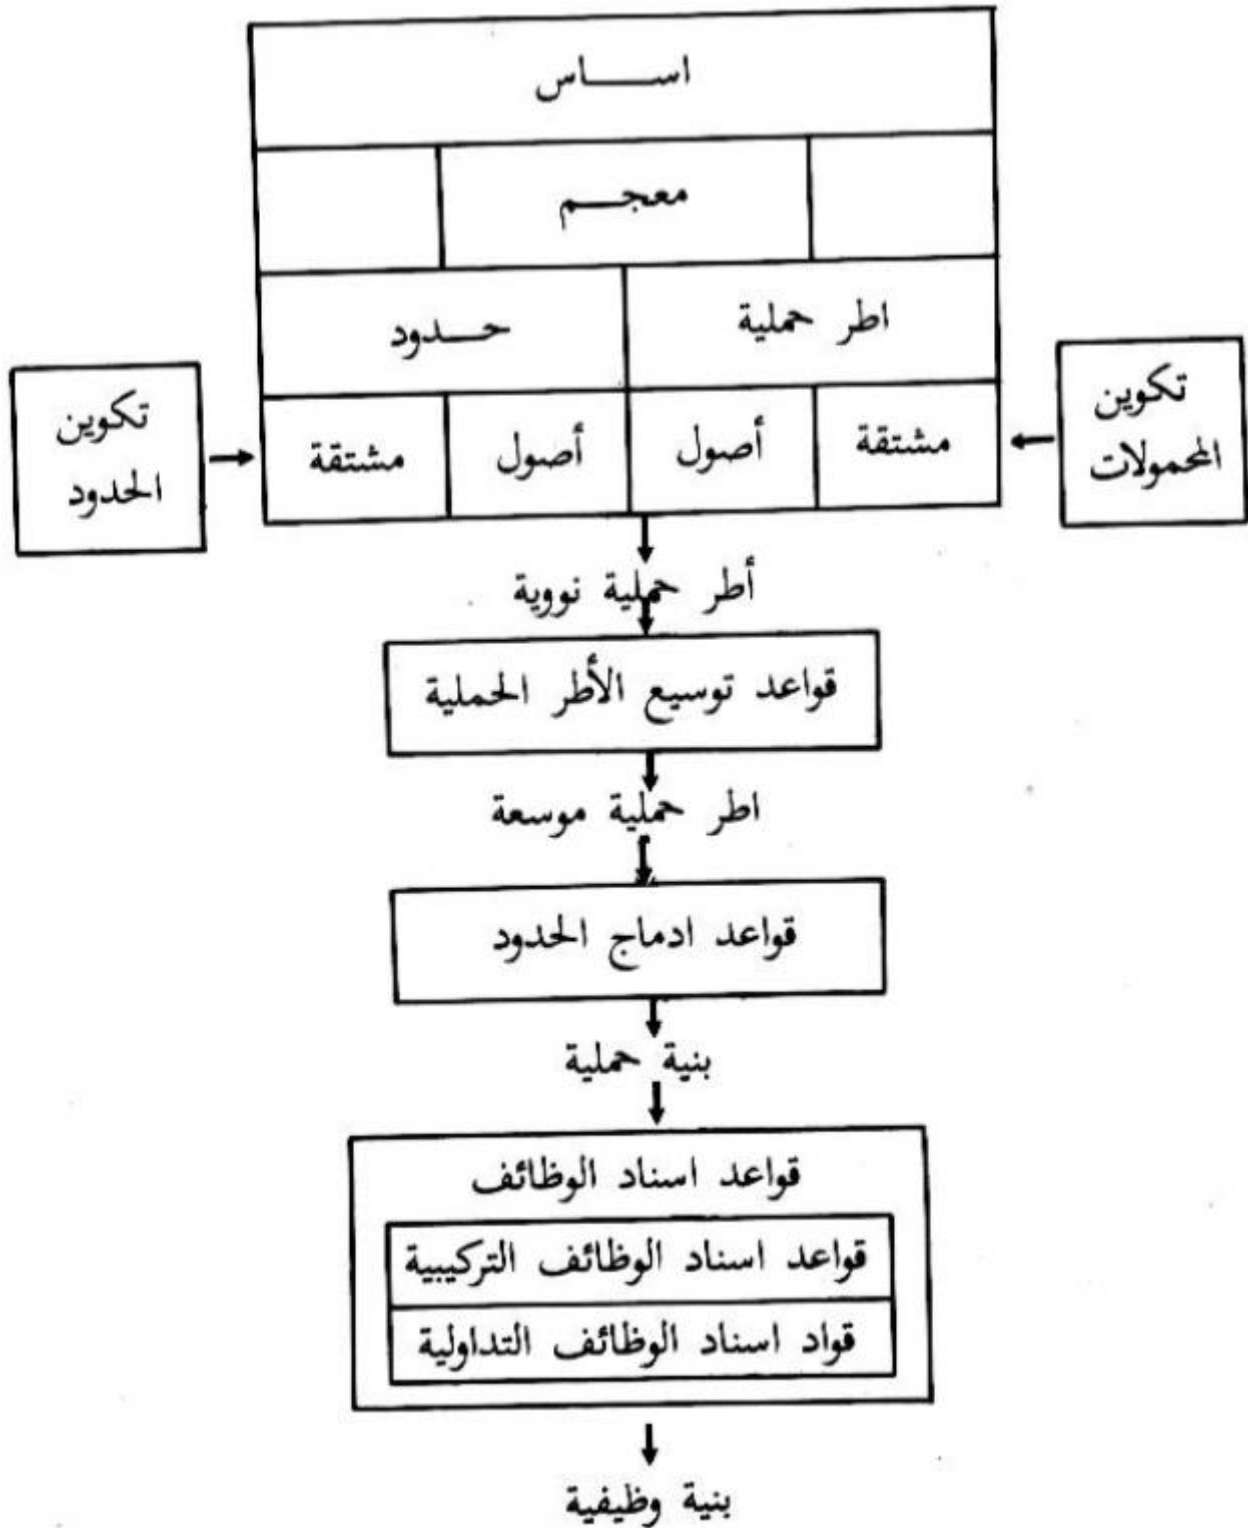 اســـاس
معجـــم
اطر حملية
حـــدود
تكوين
المحمولات
مشتقة
أصول
أصول
مشتقة
تكوين
الحدود
أطر حملية نووية
قواعد توسيع الأطر الحملية
اطر حملية موسعة
قواعد ادماج الحدود
بنية حملية
قواعد اسناد الوظائف
قواعد اسناد الوظائف التركيبية
قواد اسناد الوظائف التداولية
بنية وظيفية